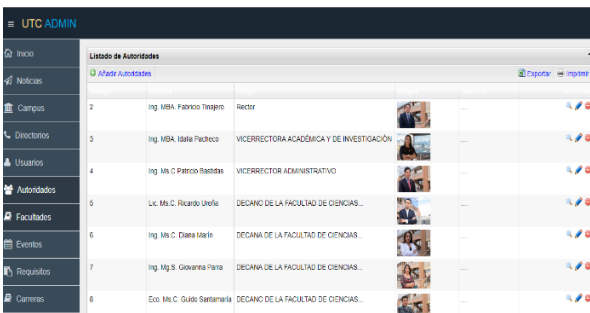 ≡ UTC ADMIN
Inicio
Noticias
Campus
Directorios
Usuarios
Autoridades
Facultades
Eventos
Requisitos
Carreras
Listado de Autoridades
Añadir Autoridades
Exportar Imprimir
2 Ing. MBA. Fabricio Tinajero Rector ....
3 Ing. MBA. Idalia Pacheco VICERRECTORA ACADÉMICA Y DE INVESTIGACIÓN ....
4 Ing. Ms.C Patricio Bastidas VICERRECTOR ADMINISTRATIVO ....
5 Lic. Ms.C. Ricardo Ureña DECANO DE LA FACULTAD DE CIENCIAS... ....
6 Ing. Ms.C. Diana Marín DECANA DE LA FACULTAD DE CIENCIAS... ....
7 Ing. Mg.S. Giovanna Parra DECANA DE LA FACULTAD DE CIENCIAS... ....
8 Eco. Ms.C. Guido Santamaría DECANO DE LA FACULTAD DE CIENCIAS... ....